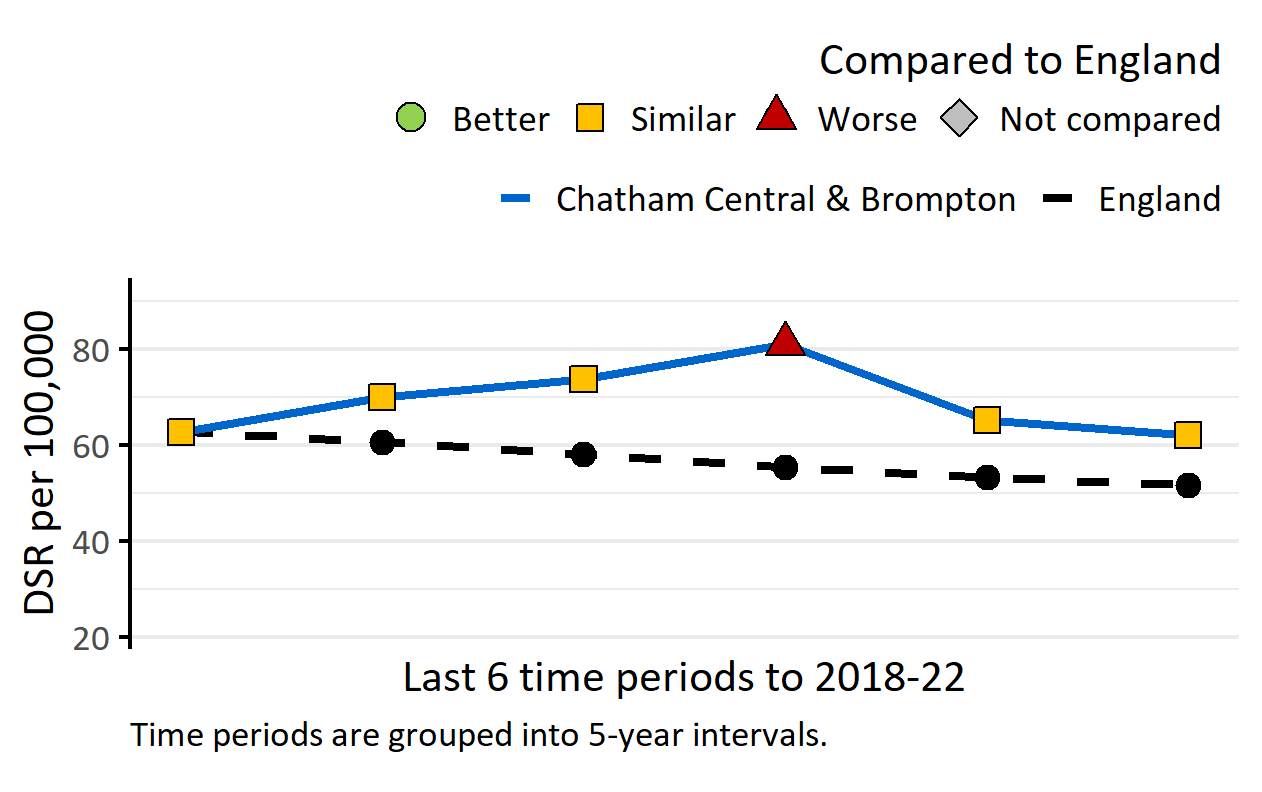 Compared to England
Better Similar Worse Not compared
Chatham Central & Brompton England
DSR per 100,000
80
60
40
20
Last 6 time periods to 2018-22
Time periods are grouped into 5-year intervals.